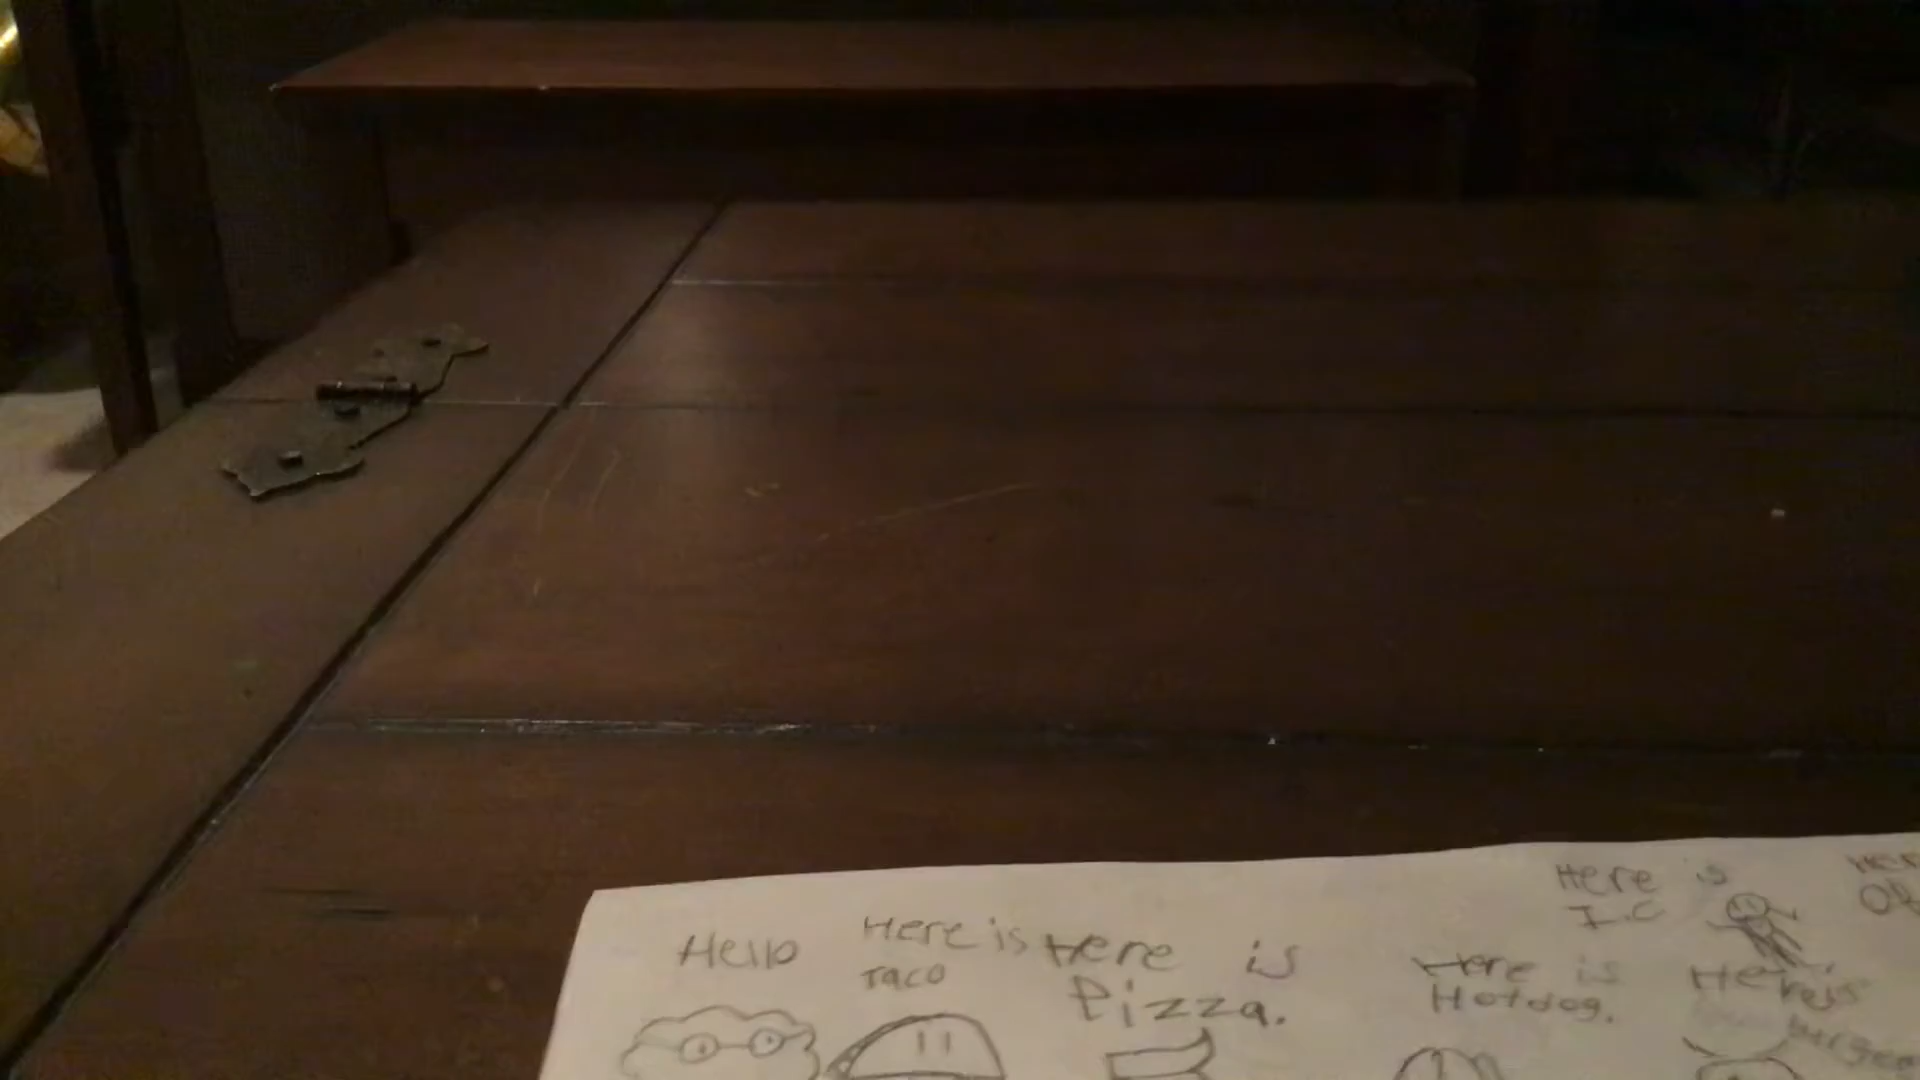 Hello
Here is
Taco
Here is
Pizza.
Here is
Hotdog.
Here is
I.C
Here is